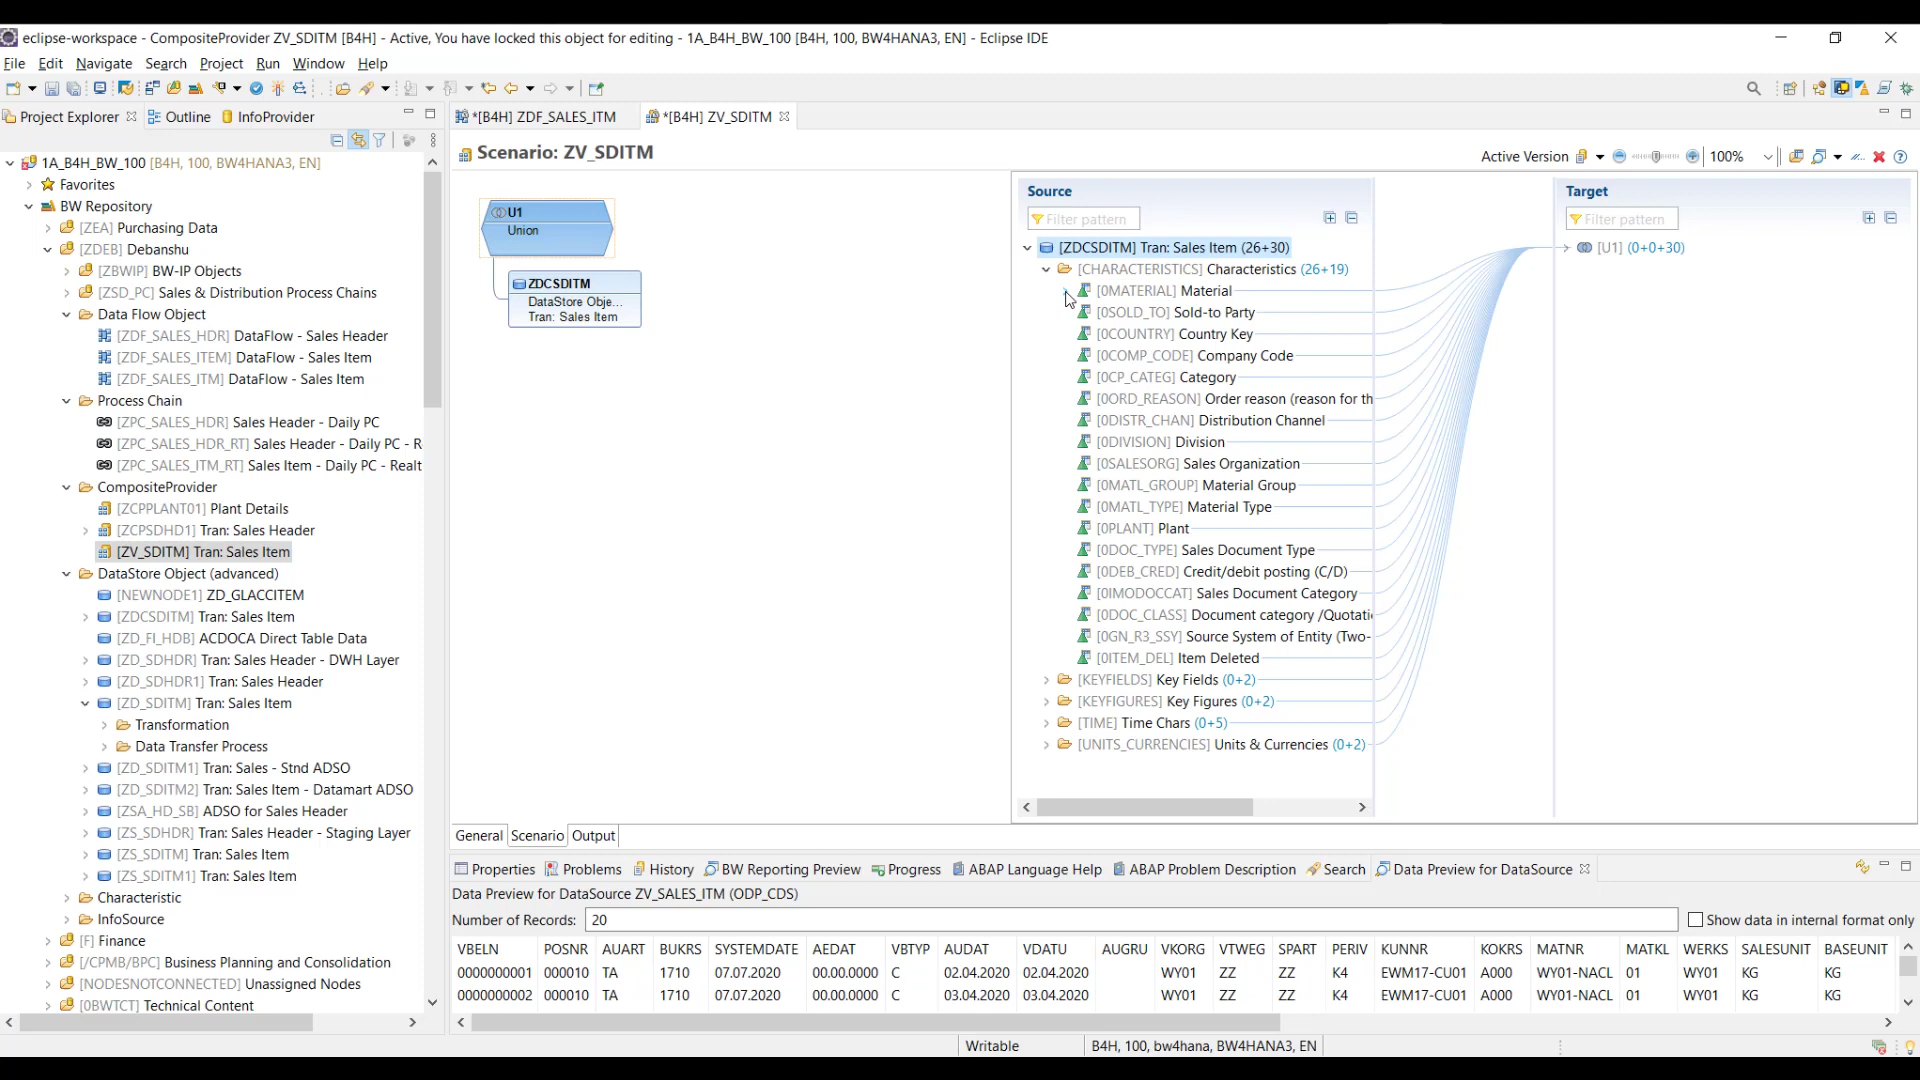 eclipse-workspace - CompositeProvider ZV_SDITM [B4H] - Active, You have locked this object for editing - 1A_B4H_BW_100 [B4H, 100, BW4HANA3, EN] - Eclipse IDE
File Edit Navigate Search Project Run Window Help
Project Explorer Outline InfoProvider
1A_B4H_BW_100 [B4H, 100, BW4HANA3, EN]
Favorites
BW Repository
[ZEA] Purchasing Data
[ZDEB] Debanshu
[ZBWIP] BW-IP Objects
[ZSD_PC] Sales & Distribution Process Chains
Data Flow Object
[ZDF_SALES_HDR] DataFlow - Sales Header
[ZDF_SALES_ITEM] DataFlow - Sales Item
[ZDF_SALES_ITM] DataFlow - Sales Item
Process Chain
[ZPC_SALES_HDR] Sales Header - Daily PC
[ZPC_SALES_HDR_RT] Sales Header - Daily PC - R
[ZPC_SALES_ITM_RT] Sales Item - Daily PC - Realt
CompositeProvider
[ZCPPLANT01] Plant Details
[ZCPSDHD1] Tran: Sales Header
[ZV_SDITM] Tran: Sales Item
DataStore Object (advanced)
[NEWNODE1] ZD_GLACCITEM
[ZDCSDITM] Tran: Sales Item
[ZD_FI_HDB] ACDOCA Direct Table Data
[ZD_SDHDR] Tran: Sales Header - DWH Layer
[ZD_SDHDR1] Tran: Sales Header
[ZD_SDITM] Tran: Sales Item
Transformation
Data Transfer Process
[ZD_SDITM1] Tran: Sales - Stnd ADSO
[ZD_SDITM2] Tran: Sales Item - Datamart ADSO
[ZSA_HD_SB] ADSO for Sales Header
[ZS_SDHDR] Tran: Sales Header - Staging Layer
[ZS_SDITM] Tran: Sales Item
[ZS_SDITM1] Tran: Sales Item
Characteristic
InfoSource
[F] Finance
[/CPMB/BPC] Business Planning and Consolidation
[NODESNOTCONNECTED] Unassigned Nodes
[0BWTCT] Technical Content
*[B4H] ZDF_SALES_ITM *[B4H] ZV_SDITM
Scenario: ZV_SDITM
Active Version 100%
U1
Union
ZDCSDITM
DataStore Obje...
Tran: Sales Item
Source
Filter pattern
[ZDCSDITM] Tran: Sales Item (26+30)
[CHARACTERISTICS] Characteristics (26+19)
[0MATERIAL] Material
[0SOLD_TO] Sold-to Party
[0COUNTRY] Country Key
[0COMP_CODE] Company Code
[0CP_CATEG] Category
[0ORD_REASON] Order reason (reason for th
[0DISTR_CHAN] Distribution Channel
[0DIVISION] Division
[0SALESORG] Sales Organization
[0MATL_GROUP] Material Group
[0MATL_TYPE] Material Type
[0PLANT] Plant
[0DOC_TYPE] Sales Document Type
[0DEB_CRED] Credit/debit posting (C/D)
[0IMODOCCAT] Sales Document Category
[0DOC_CLASS] Document category /Quotati
[0GN_R3_SSY] Source System of Entity (Two-
[0ITEM_DEL] Item Deleted
[KEYFIELDS] Key Fields (0+2)
[KEYFIGURES] Key Figures (0+2)
[TIME] Time Chars (0+5)
[UNITS_CURRENCIES] Units & Currencies (0+2)
Target
Filter pattern
[U1] (0+0+30)
General Scenario Output
Properties Problems History BW Reporting Preview Progress ABAP Language Help ABAP Problem Description Search Data Preview for DataSource
Data Preview for DataSource ZV_SALES_ITM (ODP_CDS)
Number of Records: 20 Show data in internal format only
VBELN POSNR AUART BUKRS SYSTEMDATE AEDAT VBTYP AUDAT VDATU AUGRU VKORG VTWEG SPART PERIV KUNNR KOKRS MATNR MATKL WERKS SALESUNIT BASEUNIT
0000000001 000010 TA 1710 07.07.2020 00.00.0000 C 02.04.2020 02.04.2020 WY01 ZZ ZZ K4 EWM17-CU01 A000 WY01-NACL 01 WY01 KG KG
0000000002 000010 TA 1710 07.07.2020 00.00.0000 C 03.04.2020 03.04.2020 WY01 ZZ ZZ K4 EWM17-CU01 A000 WY01-NACL 01 WY01 KG KG
Writable B4H, 100, bw4hana, BW4HANA3, EN